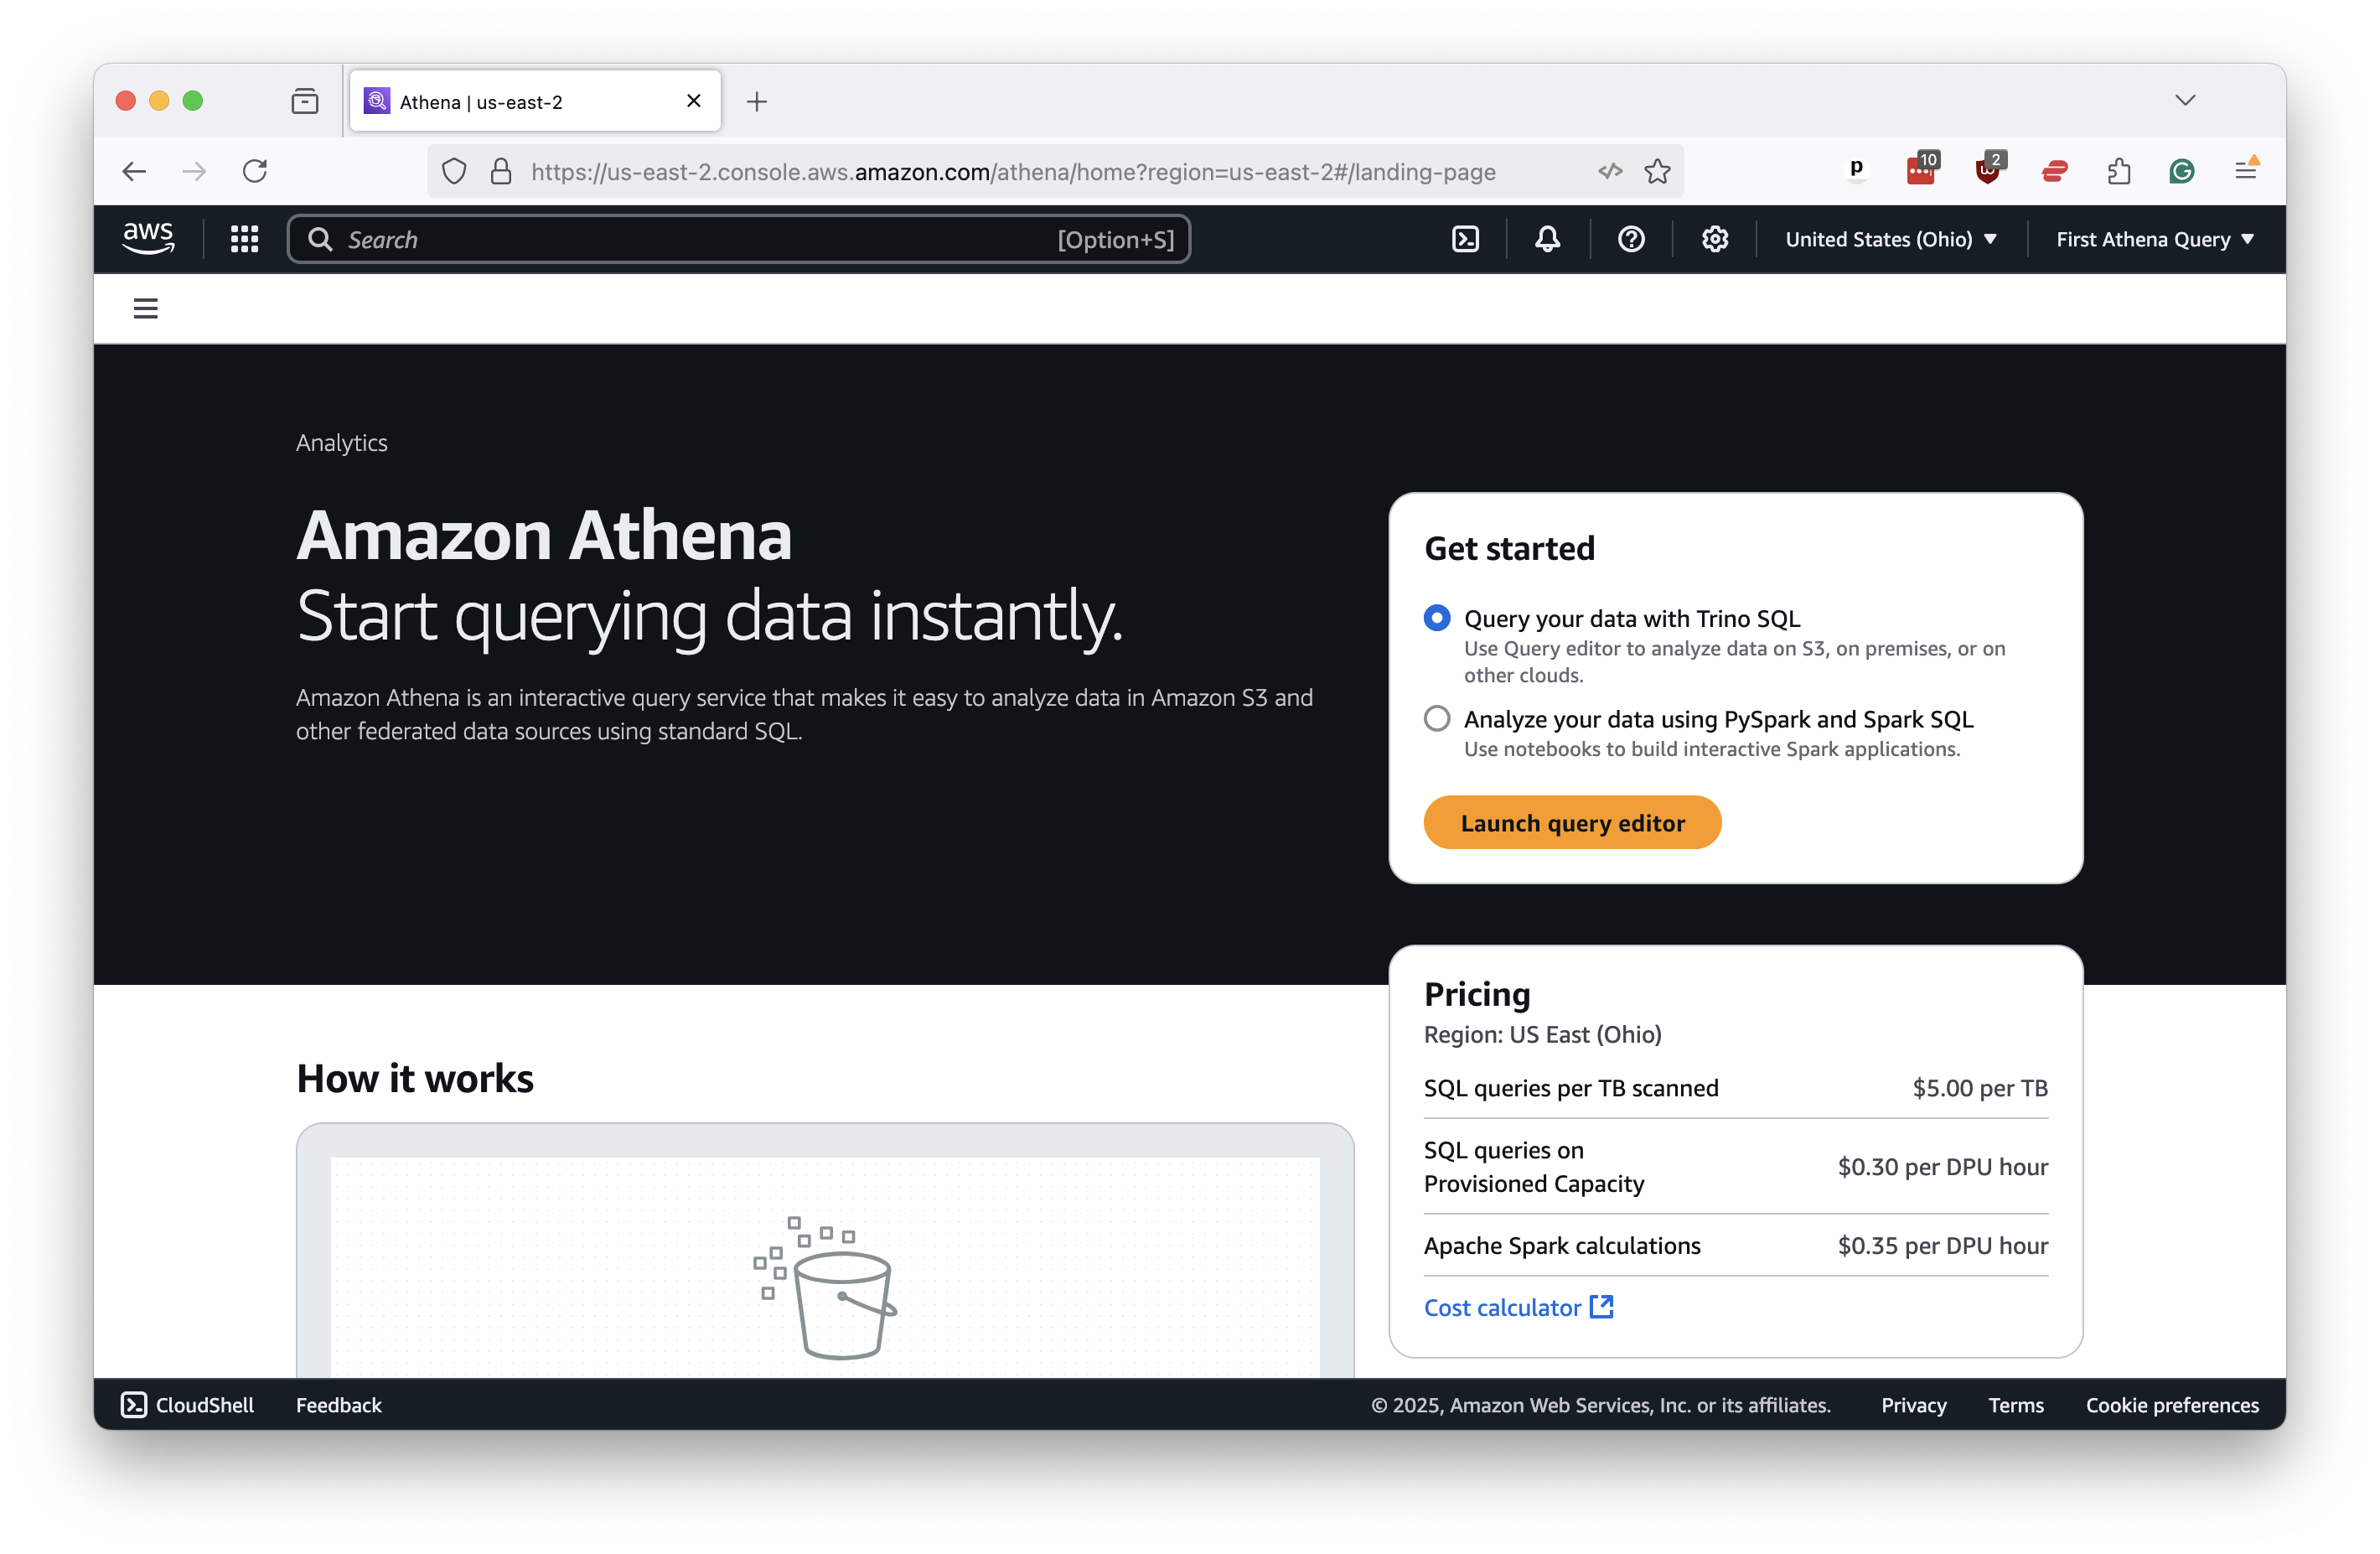 Athena | us-east-2
https://us-east-2.console.aws.amazon.com/athena/home?region=us-east-2#/landing-page
p
10
2
aws
Search
[Option+S]
United States (Ohio)
First Athena Query
Analytics
Amazon Athena
Start querying data instantly.
Amazon Athena is an interactive query service that makes it easy to analyze data in Amazon S3 and
other federated data sources using standard SQL.
Get started
Query your data with Trino SQL
Use Query editor to analyze data on S3, on premises, or on
other clouds.
Analyze your data using PySpark and Spark SQL
Use notebooks to build interactive Spark applications.
Launch query editor
Pricing
Region: US East (Ohio)
SQL queries per TB scanned
$5.00 per TB
SQL queries on
Provisioned Capacity
$0.30 per DPU hour
Apache Spark calculations
$0.35 per DPU hour
Cost calculator
How it works
CloudShell
Feedback
© 2025, Amazon Web Services, Inc. or its affiliates.
Privacy
Terms
Cookie preferences